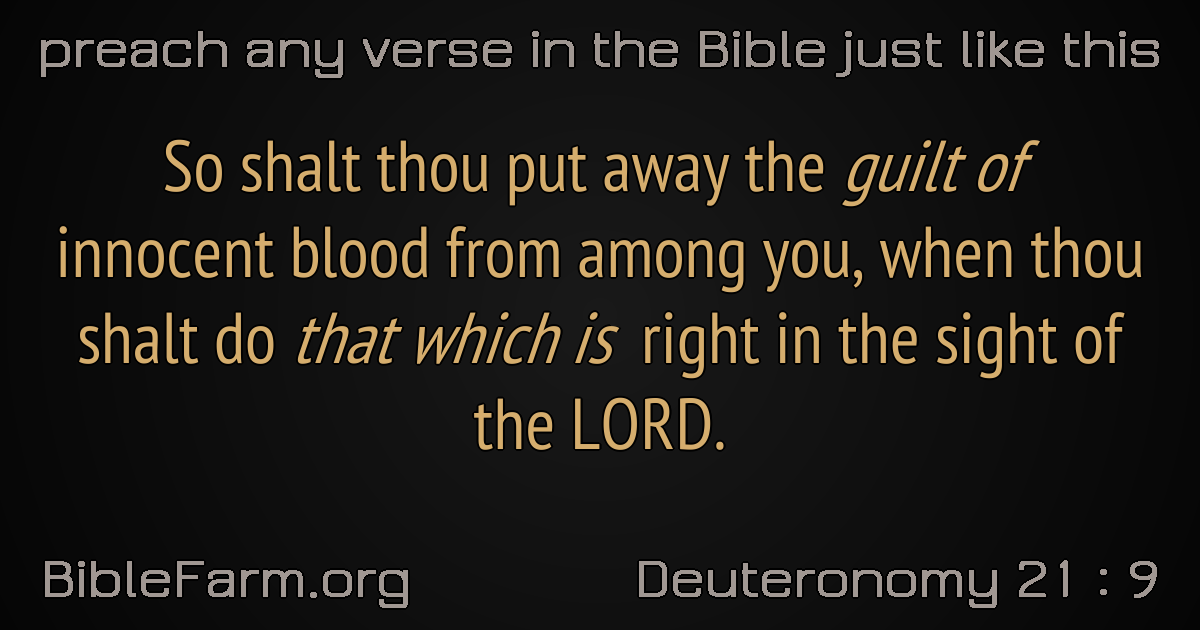 preach any verse in the Bible just like this
So shalt thou put away the guilt of
innocent blood from among you, when thou
shalt do that which is right in the sight of
the LORD.
BibleFarm.org
Deuteronomy 21 : 9